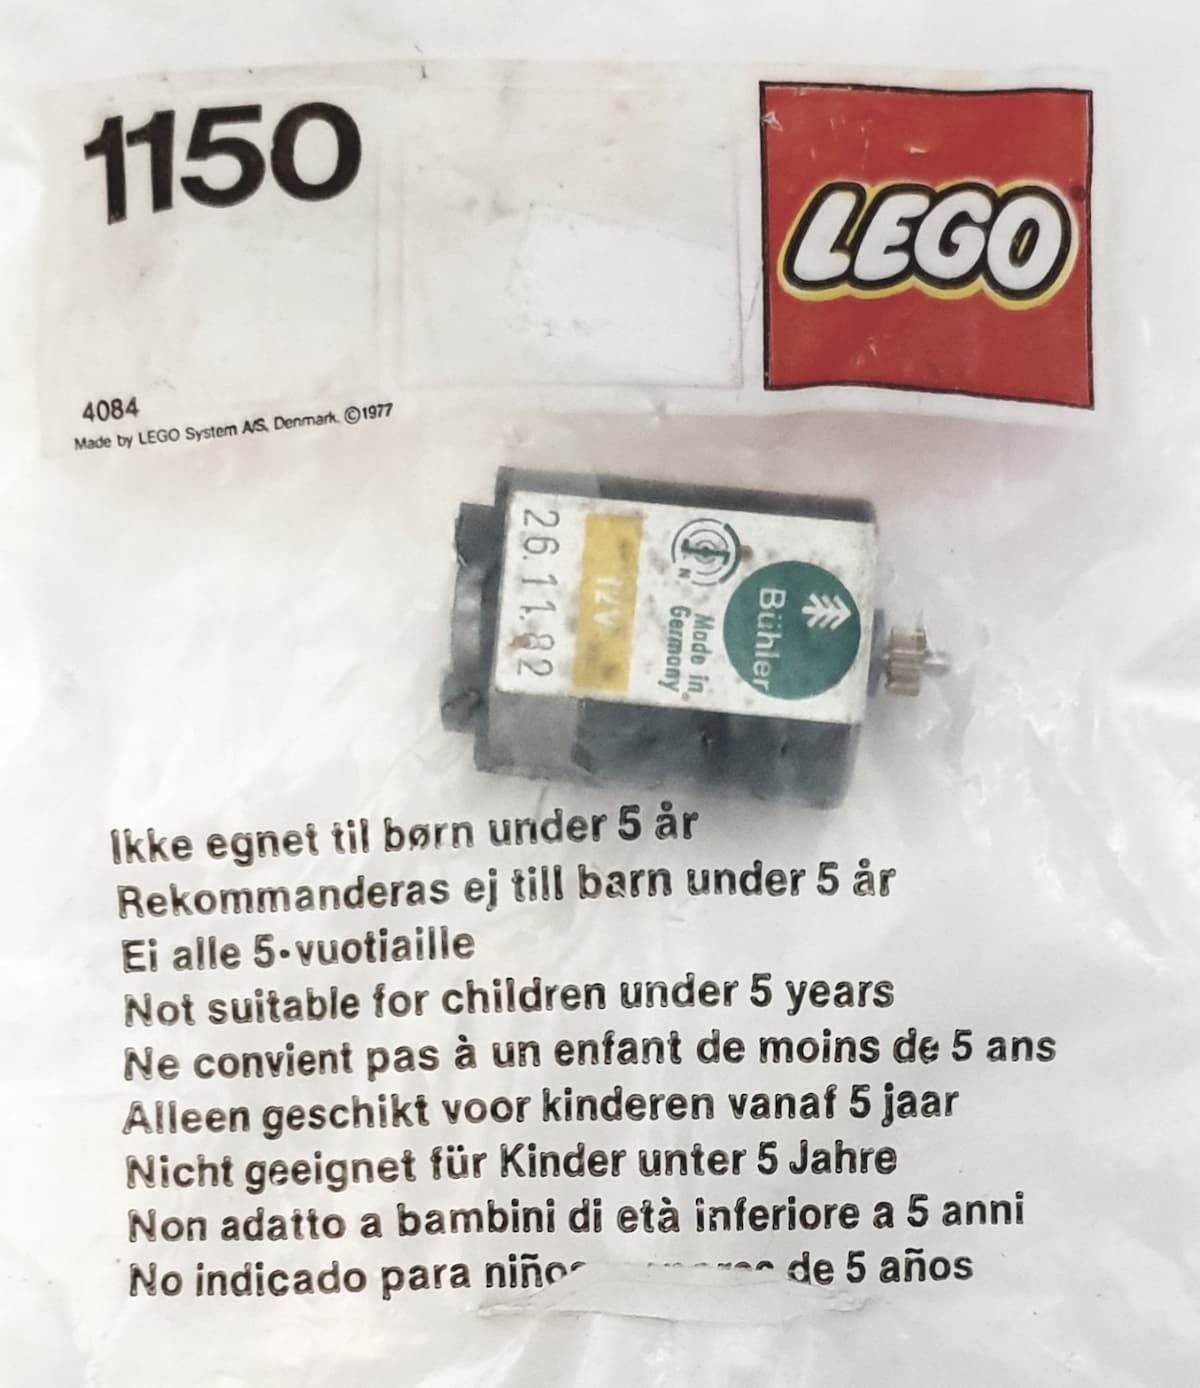 1150
LEGO
4084
Made by LEGO System A/S, Denmark. ©1977
26.11.82
12V
N
Made in
Germany
Bühler
Ikke egnet til børn under 5 år
Rekommanderas ej till barn under 5 år
Ei alle 5-vuotiaille
Not suitable for children under 5 years
Ne convient pas à un enfant de moins de 5 ans
Alleen geschikt voor kinderen vanaf 5 jaar
Nicht geeignet für Kinder unter 5 Jahre
Non adatto a bambini di età inferiore a 5 anni
No indicado para niños de 5 años